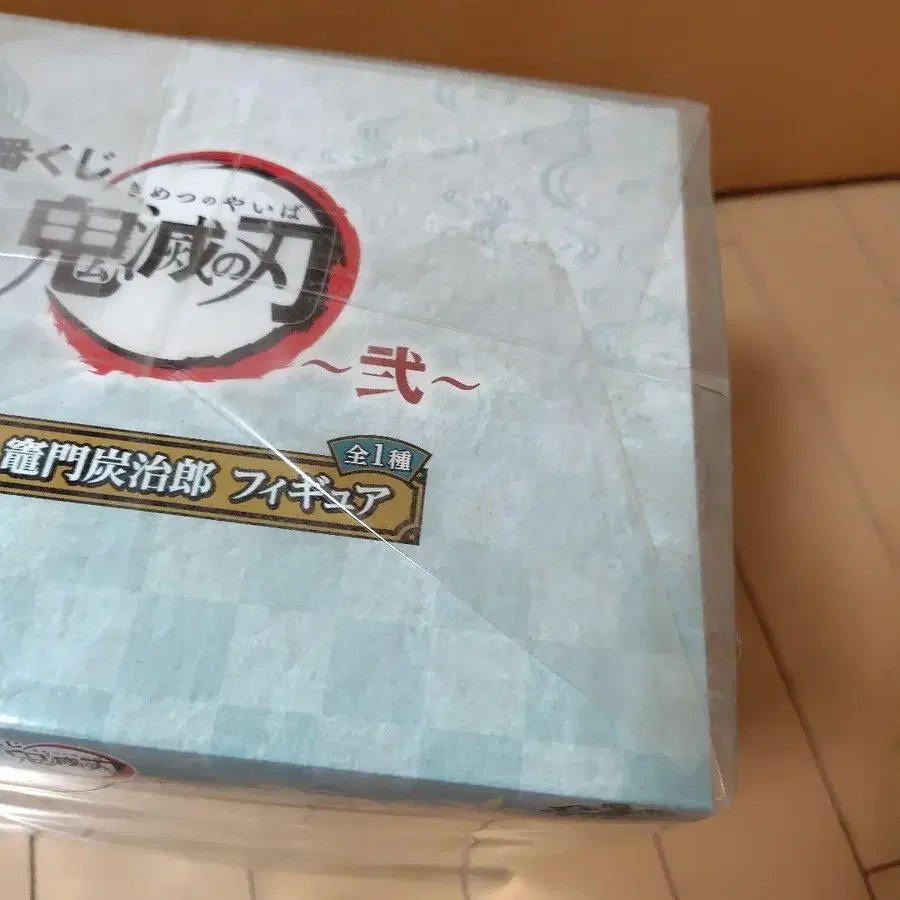 番くじ
きめつのやいば
鬼滅の刃
～弐～
全1種
竈門炭治郎 フィギュア